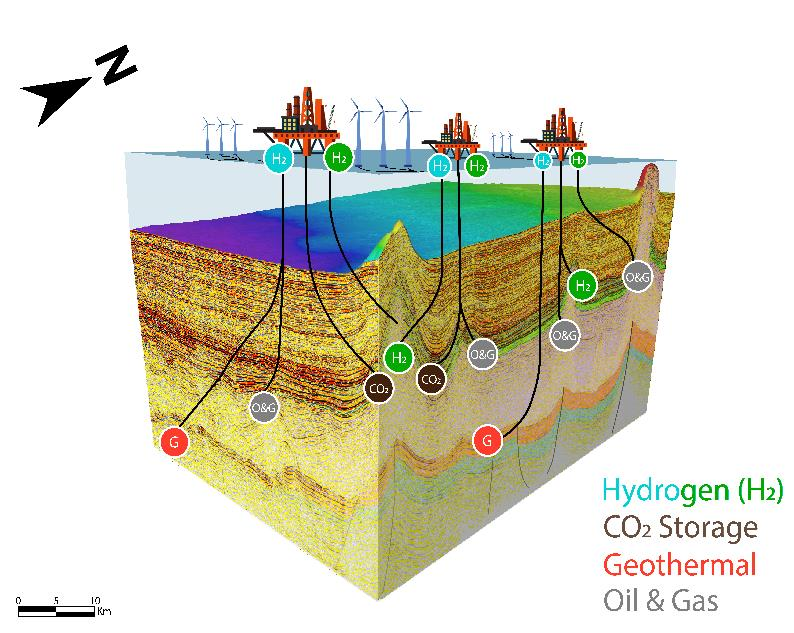 N
H₂ H₂ H₂ H₂ H₂ H₂
O&G
H₂
O&G
O&G
H₂
CO₂
CO₂
O&G
G
G
Hydrogen (H₂)
CO₂ Storage
Geothermal
Oil & Gas
0 5 10
Km